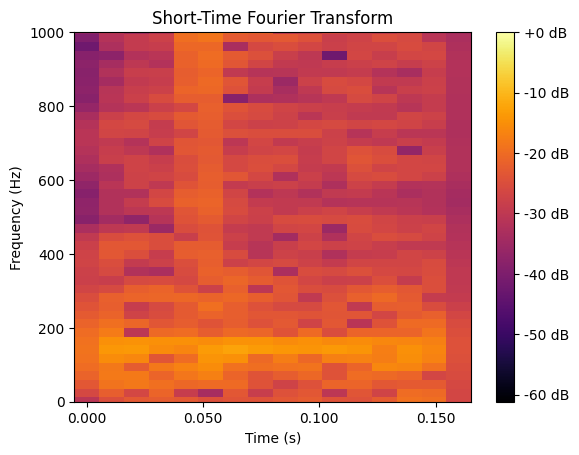 Short-Time Fourier Transform
Frequency (Hz)
1000
800
600
400
200
0
0.000
0.050
0.100
0.150
Time (s)
+0 dB
-10 dB
-20 dB
-30 dB
-40 dB
-50 dB
-60 dB